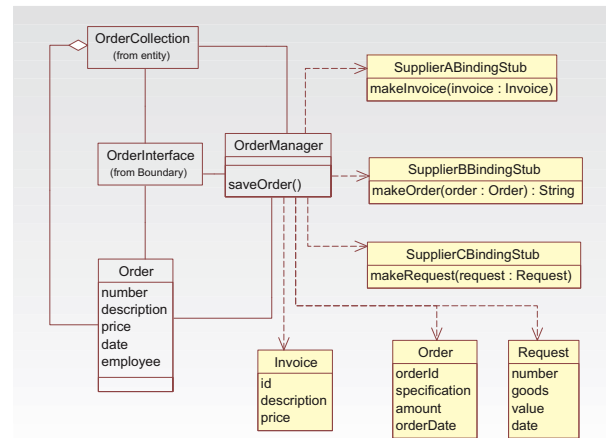 OrderCollection
(from entity)
SupplierABindingStub
makeInvoice(invoice : Invoice)
OrderInterface
(from Boundary)
OrderManager
saveOrder()
SupplierBBindingStub
makeOrder(order : Order) : String
SupplierCBindingStub
makeRequest(request : Request)
Order
number
description
price
date
employee
Invoice
id
description
price
Order
orderId
specification
amount
orderDate
Request
number
goods
value
date